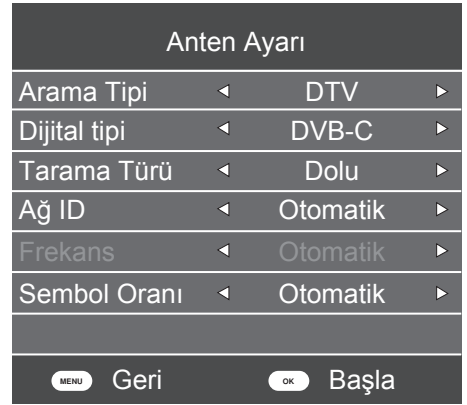 Anten Ayarı
Arama Tipi DTV
Dijital tipi DVB-C
Tarama Türü Dolu
Ağ ID Otomatik
Frekans Otomatik
Sembol Oranı Otomatik
MENU Geri OK Başla